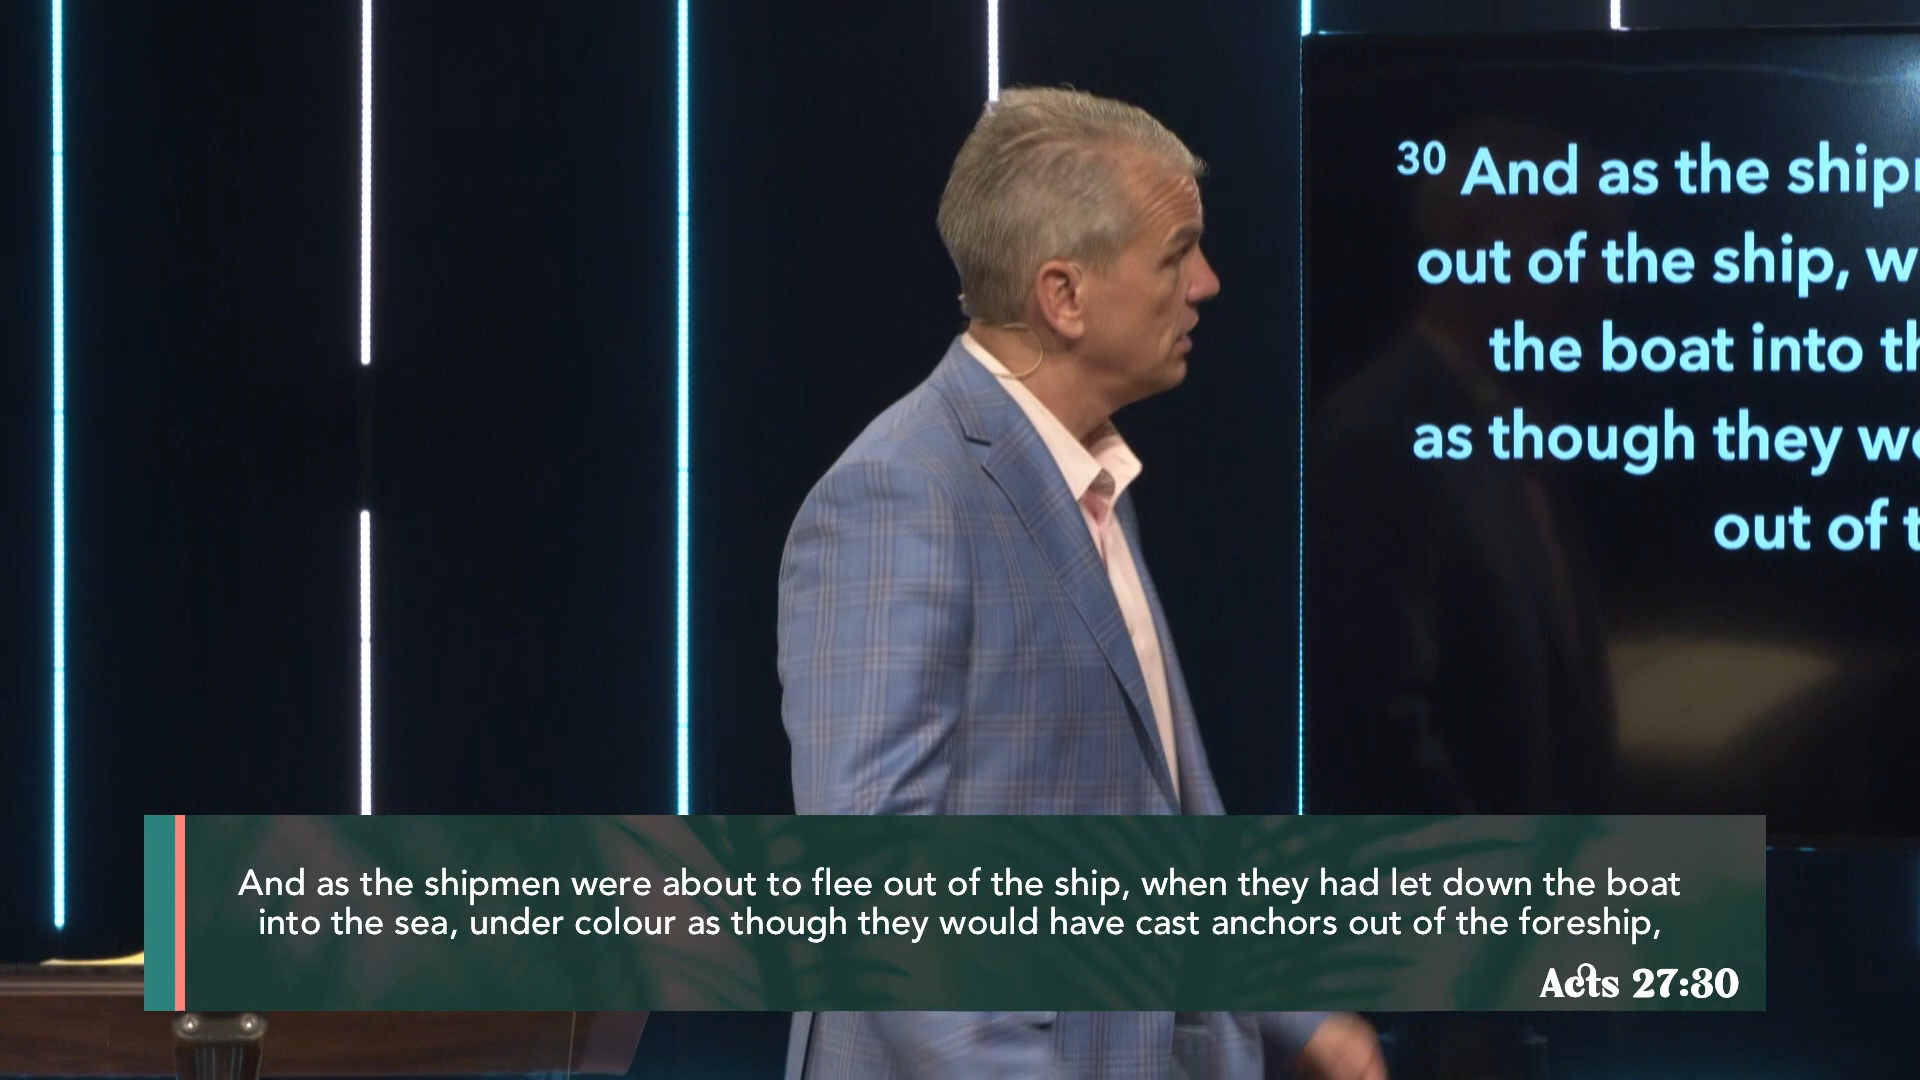 30 And as the ship
out of the ship, w
the boat into th
as though they we
out of t
And as the shipmen were about to flee out of the ship, when they had let down the boat
into the sea, under colour as though they would have cast anchors out of the foreship,
Acts 27:30